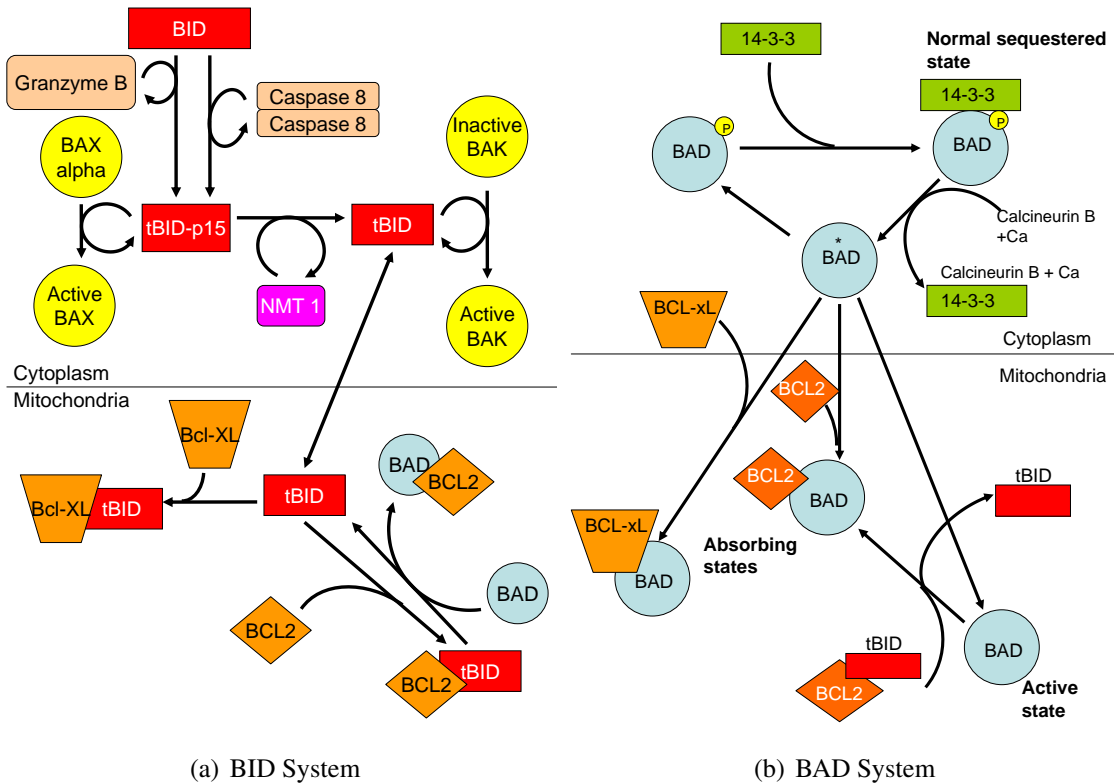 BID
Granzyme B
Caspase 8
Caspase 8
BAX
alpha
Inactive
BAK
tBID-p15
tBID
NMT 1
Active
BAX
Active
BAK
Cytoplasm
Mitochondria
Bcl-XL
Bcl-XL
tBID
tBID
BAD
BCL2
BAD
BCL2
tBID
BCL2
(a) BID System
14-3-3
Normal sequestered
state
14-3-3
P
BAD
P
BAD
Calcineurin B
+Ca
*
BAD
Calcineurin B + Ca
14-3-3
BCL-xL
Cytoplasm
Mitochondria
BCL2
BCL2
BAD
tBID
BCL-xL
BAD
Absorbing
states
tBID
BCL2
BAD
Active
state
(b) BAD System